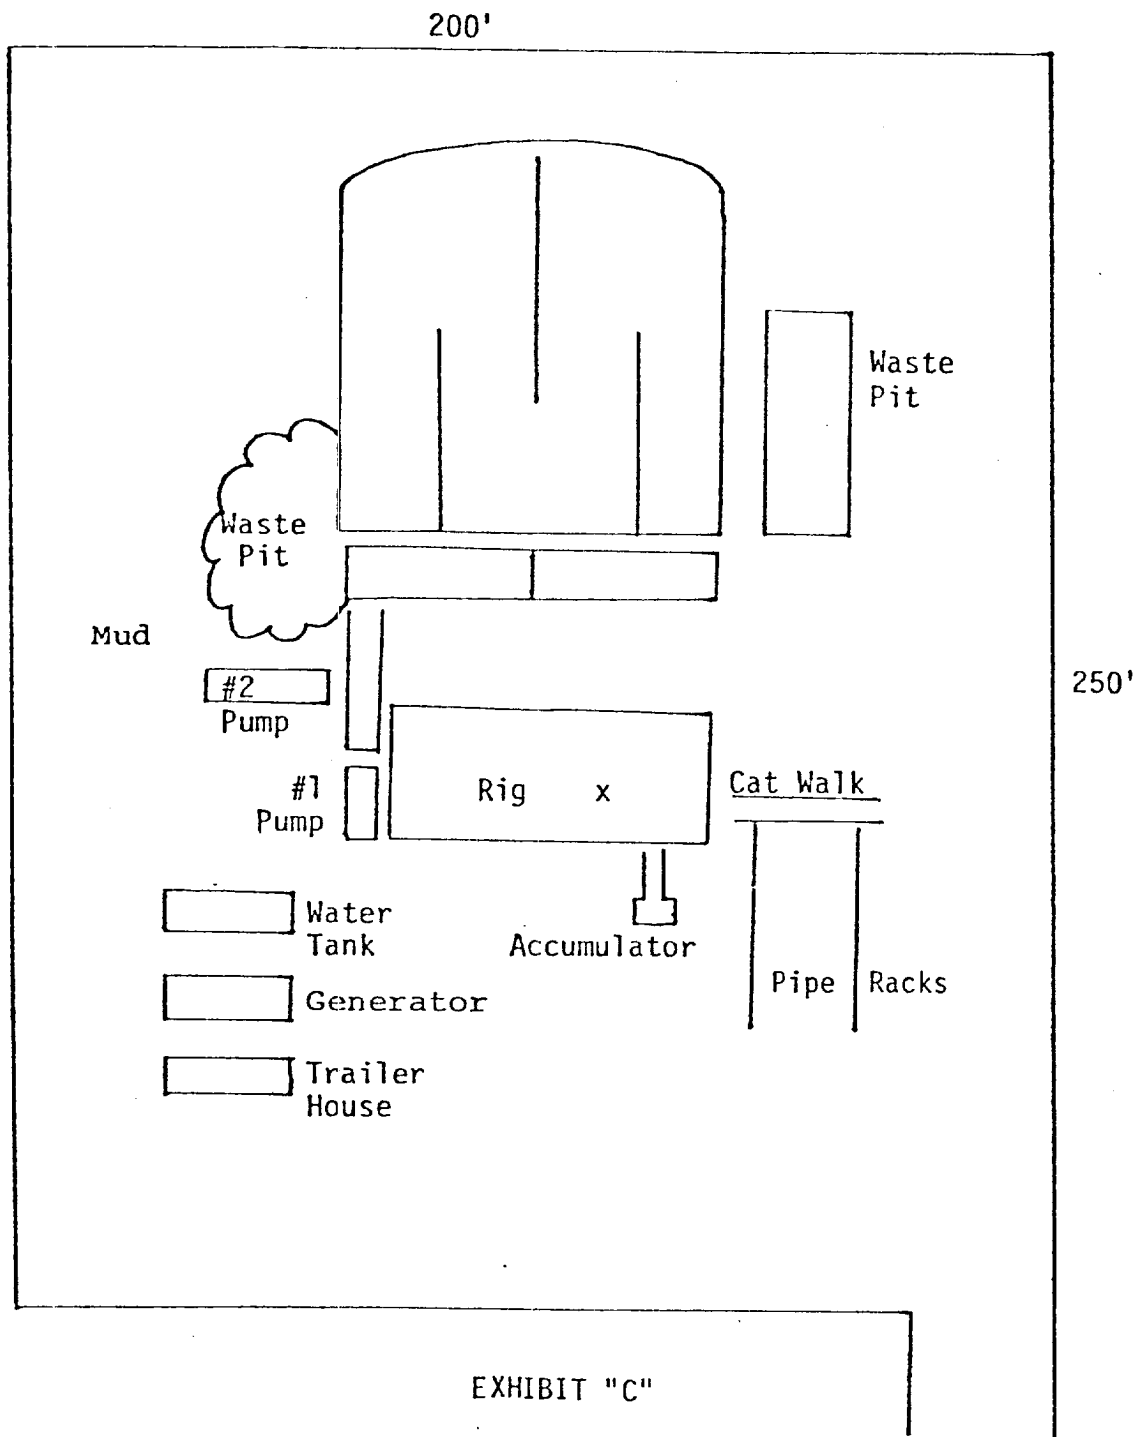 200'
Waste
Pit
Waste
Pit
Mud
#2
Pump
250'
#1
Pump
Rig x
Cat Walk
Water
Tank
Accumulator
Pipe Racks
Generator
Trailer
House
EXHIBIT "C"